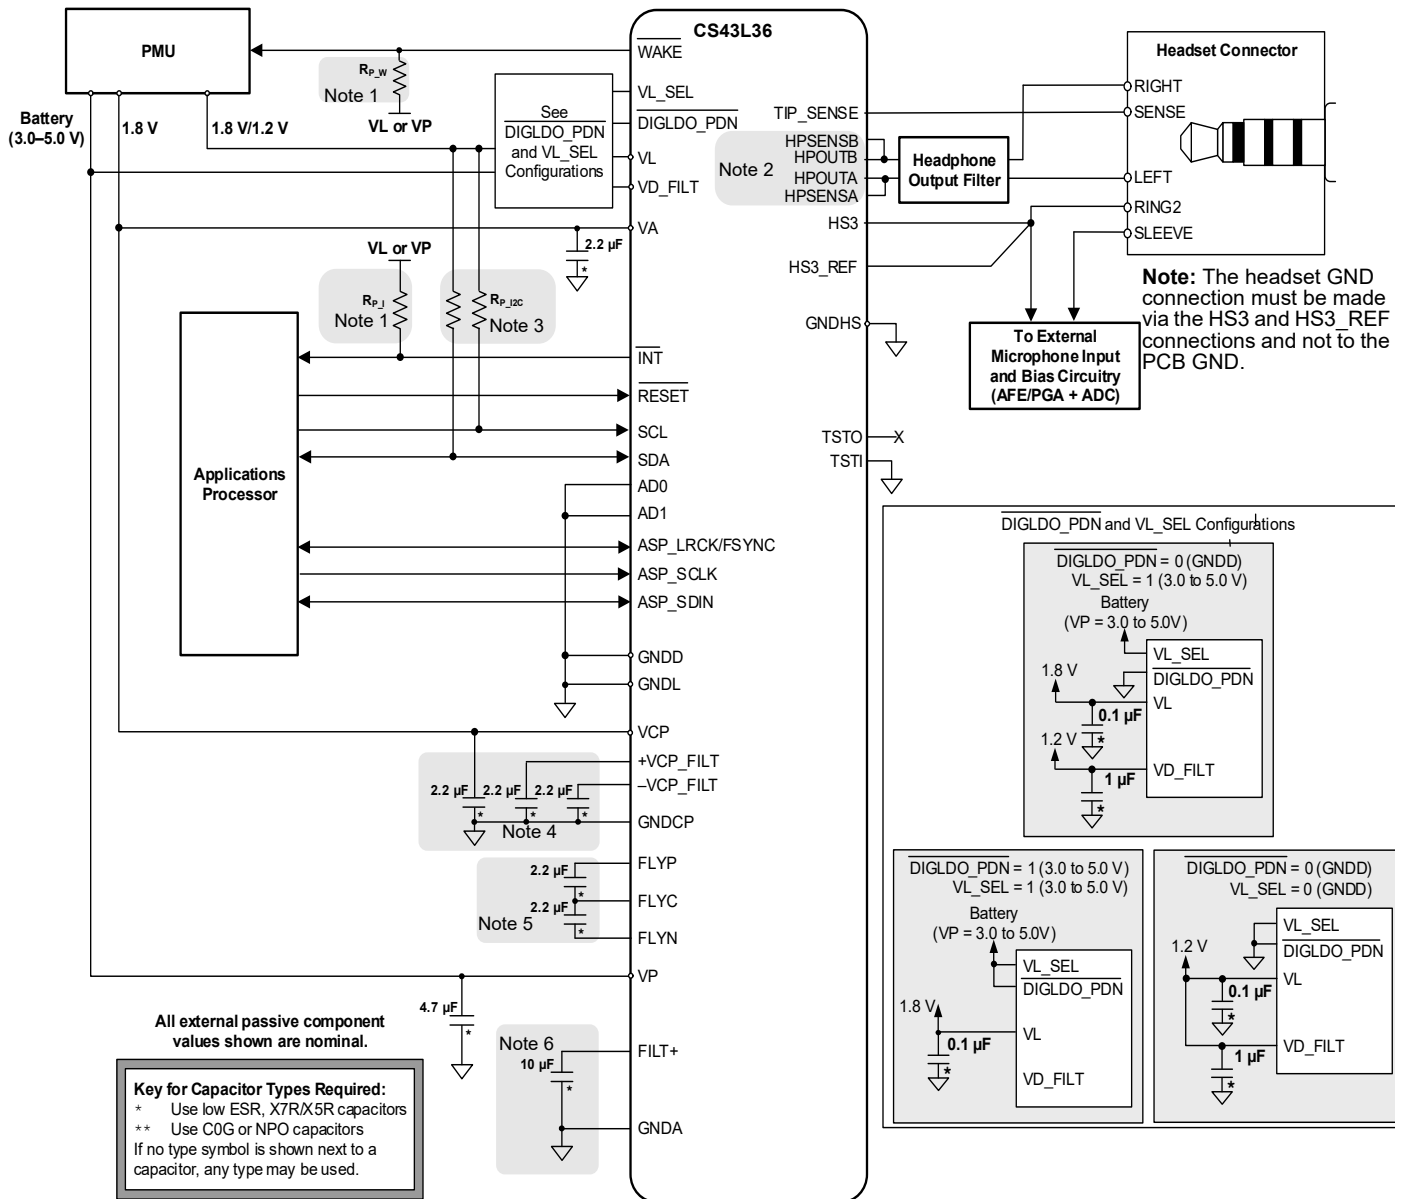 CS43L36
PMU
Battery
(3.0–5.0 V)
1.8 V
1.8 V/1.2 V
RP_W
Note 1
VL or VP
See
DIGLDO_PDN
and VL_SEL
Configurations
WAKE
VL_SEL
DIGLDO_PDN
VL
VD_FILT
VA
2.2 µF
*
VL or VP
RP_I
Note 1
RP_I2C
Note 3
INT
RESET
SCL
SDA
AD0
AD1
ASP_LRCK/FSYNC
ASP_SCLK
ASP_SDIN
GNDD
GNDL
Applications
Processor
VCP
+VCP_FILT
–VCP_FILT
GNDCP
2.2 µF
2.2 µF
2.2 µF
*
*
*
Note 4
FLYP
FLYC
FLYN
2.2 µF
*
2.2 µF
*
Note 5
VP
4.7 µF
*
Note 6
10 µF
*
FILT+
GNDA
TIP_SENSE
HPSENSB
HPOUTB
HPOUTA
HPSENSA
Note 2
HS3
HS3_REF
GNDHS
TSTO
X
TSTI
Headphone
Output Filter
Headset Connector
RIGHT
SENSE
LEFT
RING2
SLEEVE
To External
Microphone Input
and Bias Circuitry
(AFE/PGA + ADC)
Note: The headset GND
connection must be made
via the HS3 and HS3_REF
connections and not to the
PCB GND.
DIGLDO_PDN and VL_SEL Configurations
DIGLDO_PDN = 0 (GNDD)
VL_SEL = 1 (3.0 to 5.0 V)
Battery
(VP = 3.0 to 5.0V)
VL_SEL
DIGLDO_PDN
1.8 V
VL
0.1 µF
*
1.2 V
VD_FILT
1 µF
*
DIGLDO_PDN = 1 (3.0 to 5.0 V)
VL_SEL = 1 (3.0 to 5.0 V)
Battery
(VP = 3.0 to 5.0V)
VL_SEL
DIGLDO_PDN
1.8 V
VL
0.1 µF
*
VD_FILT
DIGLDO_PDN = 0 (GNDD)
VL_SEL = 0 (GNDD)
VL_SEL
DIGLDO_PDN
1.2 V
VL
0.1 µF
*
VD_FILT
1 µF
*
All external passive component
values shown are nominal.
Key for Capacitor Types Required:
* Use low ESR, X7R/X5R capacitors
** Use C0G or NPO capacitors
If no type symbol is shown next to a
capacitor, any type may be used.